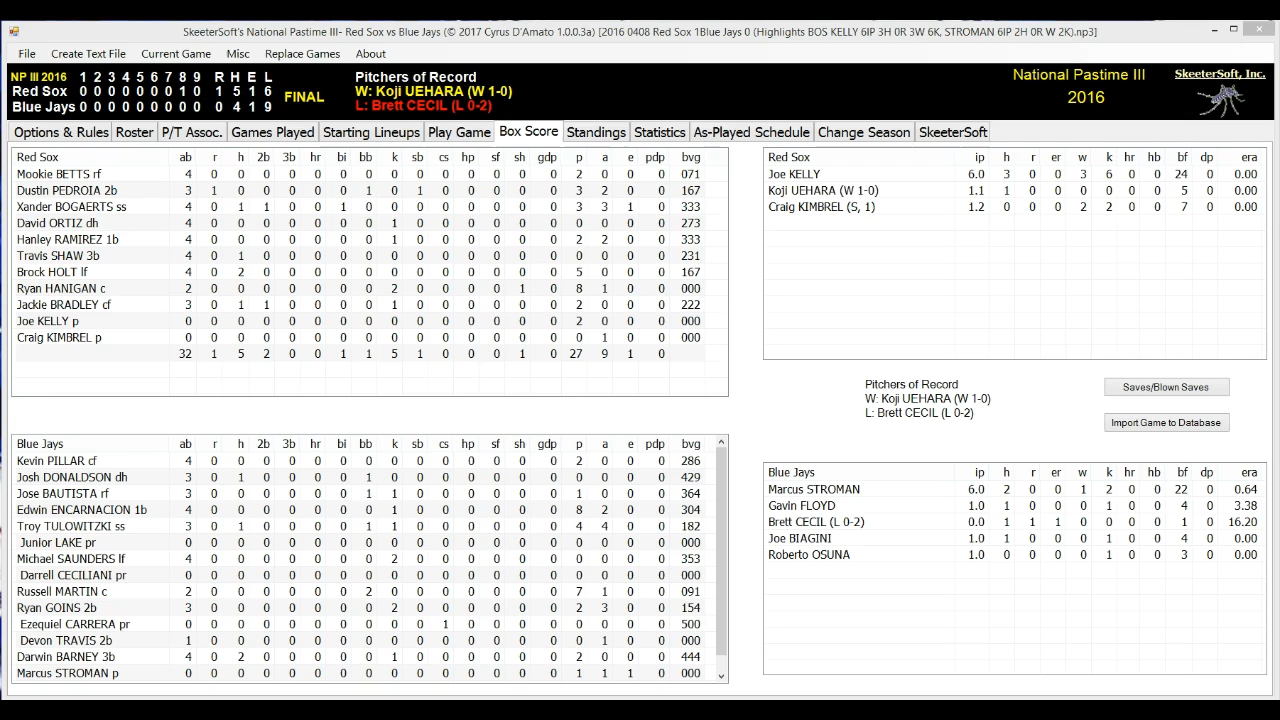 SkeeterSoft's National Pastime III- Red Sox vs Blue Jays (© 2017 Cyrus D'Amato 1.0.0.3a) [2016 0408 Red Sox 1Blue Jays 0 (Highlights BOS KELLY 6IP 3H 0R 3W 6K, STROMAN 6IP 2H 0R W 2K).np3]
File Create Text File Current Game Misc Replace Games About
NP III 2016 1 2 3 4 5 6 7 8 9 R H E L
Red Sox 0 0 0 0 0 0 0 1 0 1 5 1 6
Blue Jays 0 0 0 0 0 0 0 0 0 0 4 1 9
FINAL
Pitchers of Record
W: Koji UEHARA (W 1-0)
L: Brett CECIL (L 0-2)
National Pastime III
2016
SkeeterSoft, Inc.
Options & Rules Roster P/T Assoc. Games Played Starting Lineups Play Game Box Score Standings Statistics As-Played Schedule Change Season SkeeterSoft
Red Sox ab r h 2b 3b hr bi bb k sb cs hp sf sh gdp p a e pdp bvg
Mookie BETTS rf 4 0 0 0 0 0 0 0 0 0 0 0 0 0 0 2 0 0 0 071
Dustin PEDROIA 2b 3 1 0 0 0 0 0 1 0 1 0 0 0 0 0 3 2 0 0 167
Xander BOGAERTS ss 4 0 1 1 0 0 1 0 0 0 0 0 0 0 0 3 3 1 0 333
David ORTIZ dh 4 0 0 0 0 0 0 0 1 0 0 0 0 0 0 0 0 0 0 273
Hanley RAMIREZ 1b 4 0 0 0 0 0 0 0 1 0 0 0 0 0 0 2 2 0 0 333
Travis SHAW 3b 4 0 1 0 0 0 0 0 0 0 0 0 0 0 0 0 0 0 0 231
Brock HOLT lf 4 0 2 0 0 0 0 0 0 0 0 0 0 0 0 5 0 0 0 167
Ryan HANIGAN c 2 0 0 0 0 0 0 0 2 0 0 0 0 1 0 8 1 0 0 000
Jackie BRADLEY cf 3 0 1 1 0 0 0 0 1 0 0 0 0 0 0 2 0 0 0 222
Joe KELLY p 0 0 0 0 0 0 0 0 0 0 0 0 0 0 0 2 0 0 0 000
Craig KIMBREL p 0 0 0 0 0 0 0 0 0 0 0 0 0 0 0 0 1 0 0 000
32 1 5 2 0 0 1 1 5 1 0 0 0 1 0 27 9 1 0
Blue Jays ab r h 2b 3b hr bi bb k sb cs hp sf sh gdp p a e pdp bvg
Kevin PILLAR cf 4 0 0 0 0 0 0 0 0 0 0 0 0 0 0 2 0 0 0 286
Josh DONALDSON dh 3 0 1 0 0 0 0 1 0 0 0 0 0 0 0 0 0 0 0 429
Jose BAUTISTA rf 3 0 0 0 0 0 0 1 1 0 0 0 0 0 0 1 0 0 0 364
Edwin ENCARNACION 1b 4 0 0 0 0 0 0 0 1 0 0 0 0 0 0 8 2 0 0 304
Troy TULOWITZKI ss 3 0 1 0 0 0 0 1 1 0 0 0 0 0 0 4 4 0 0 182
Junior LAKE pr 0 0 0 0 0 0 0 0 0 0 0 0 0 0 0 0 0 0 0 000
Michael SAUNDERS lf 4 0 0 0 0 0 0 0 2 0 0 0 0 0 0 0 0 0 0 353
Darrell CECILIANI pr 0 0 0 0 0 0 0 0 0 0 0 0 0 0 0 0 0 0 0 000
Russell MARTIN c 2 0 0 0 0 0 0 2 0 0 0 0 0 0 0 7 1 0 0 091
Ryan GOINS 2b 3 0 0 0 0 0 0 0 2 0 0 0 0 0 0 2 3 0 0 154
Ezequiel CARRERA pr 0 0 0 0 0 0 0 0 0 0 1 0 0 0 0 0 0 0 0 500
Devon TRAVIS 2b 1 0 0 0 0 0 0 0 0 0 0 0 0 0 0 0 1 0 0 000
Darwin BARNEY 3b 4 0 2 0 0 0 0 0 1 0 0 0 0 0 0 2 0 0 0 444
Marcus STROMAN p 0 0 0 0 0 0 0 0 0 0 0 0 0 0 0 1 1 1 0 000
Red Sox ip h r er w k hr hb bf dp era
Joe KELLY 6.0 3 0 0 3 6 0 0 24 0 0.00
Koji UEHARA (W 1-0) 1.1 1 0 0 0 0 0 0 5 0 0.00
Craig KIMBREL (S, 1) 1.2 0 0 0 2 2 0 0 7 0 0.00
Pitchers of Record
W: Koji UEHARA (W 1-0)
L: Brett CECIL (L 0-2)
Saves/Blown Saves
Import Game to Database
Blue Jays ip h r er w k hr hb bf dp era
Marcus STROMAN 6.0 2 0 0 1 2 0 0 22 0 0.64
Gavin FLOYD 1.0 1 0 0 0 1 0 0 4 0 3.38
Brett CECIL (L 0-2) 0.0 1 1 1 0 0 0 0 1 0 16.20
Joe BIAGINI 1.0 1 0 0 0 1 0 0 4 0 0.00
Roberto OSUNA 1.0 0 0 0 0 1 0 0 3 0 0.00